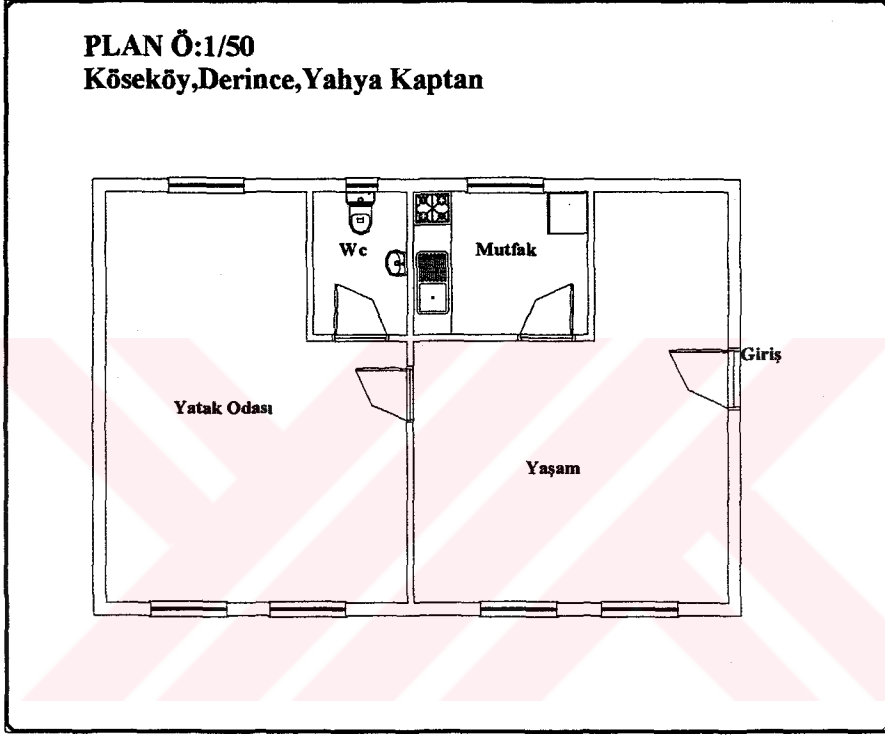 PLAN Ö:1/50
Köseköy,Derince,Yahya Kaptan
Wc
Mutfak
Giriş
Yatak Odası
Yaşam